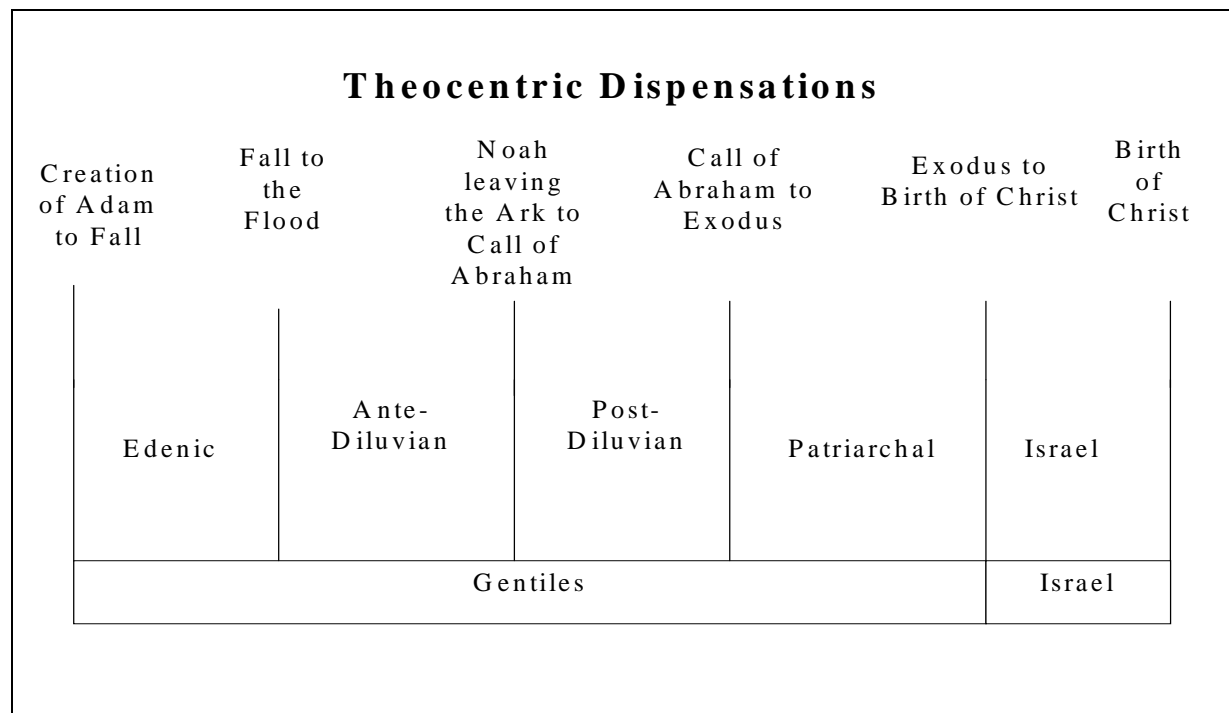 Theocentric Dispensations
Creation
of Adam
to Fall
Fall to
the
Flood
Noah
leaving
the Ark to
Call of
Abraham
Call of
Abraham to
Exodus
Exodus to
Birth of Christ
Birth
of
Christ
Edenic
Ante-
Diluvian
Post-
Diluvian
Patriarchal
Israel
Gentiles
Israel